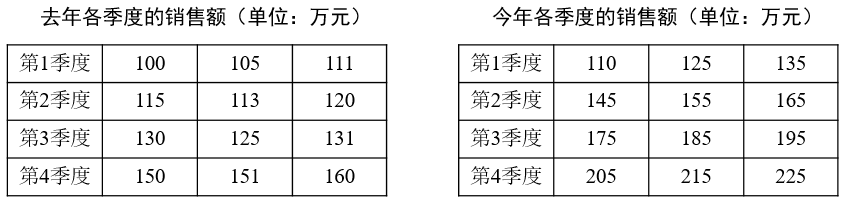 去年各季度的销售额（单位：万元）
第1季度 100 105 111
第2季度 115 113 120
第3季度 130 125 131
第4季度 150 151 160
今年各季度的销售额（单位：万元）
第1季度 110 125 135
第2季度 145 155 165
第3季度 175 185 195
第4季度 205 215 225